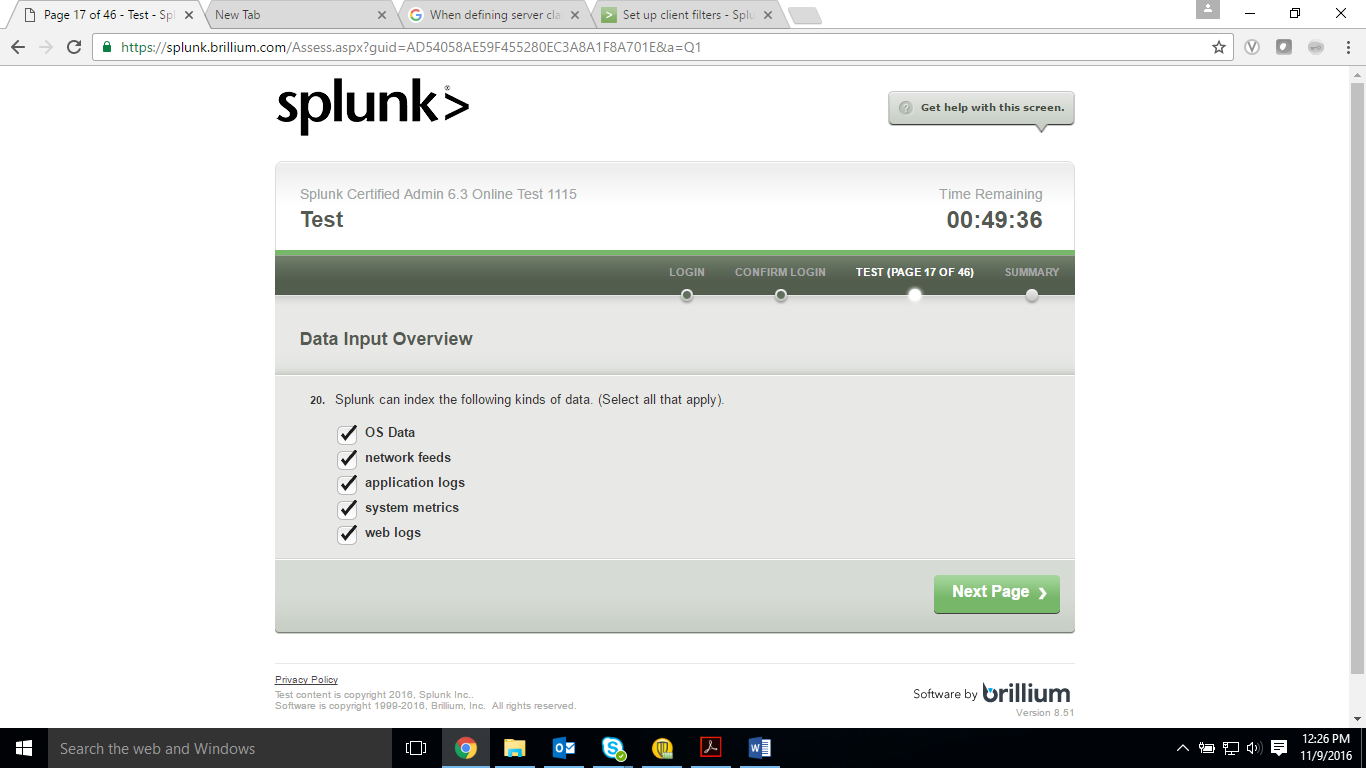 Page 17 of 46 - Test - Spl
New Tab
When defining server cla
Set up client filters - Splu
https://splunk.brillium.com/Assess.aspx?guid=AD54058AE59F455280EC3A8A1F8A701E&a=Q1
splunk>
Get help with this screen.
Splunk Certified Admin 6.3 Online Test 1115
Time Remaining
Test
00:49:36
LOGIN
CONFIRM LOGIN
TEST (PAGE 17 OF 46)
SUMMARY
Data Input Overview
20. Splunk can index the following kinds of data. (Select all that apply).
OS Data
network feeds
application logs
system metrics
web logs
Next Page
Privacy Policy
Test content is copyright 2016, Splunk Inc..
Software is copyright 1999-2016, Brillium, Inc. All rights reserved.
Software by brillium
Version 8.51
Search the web and Windows
12:26 PM
11/9/2016